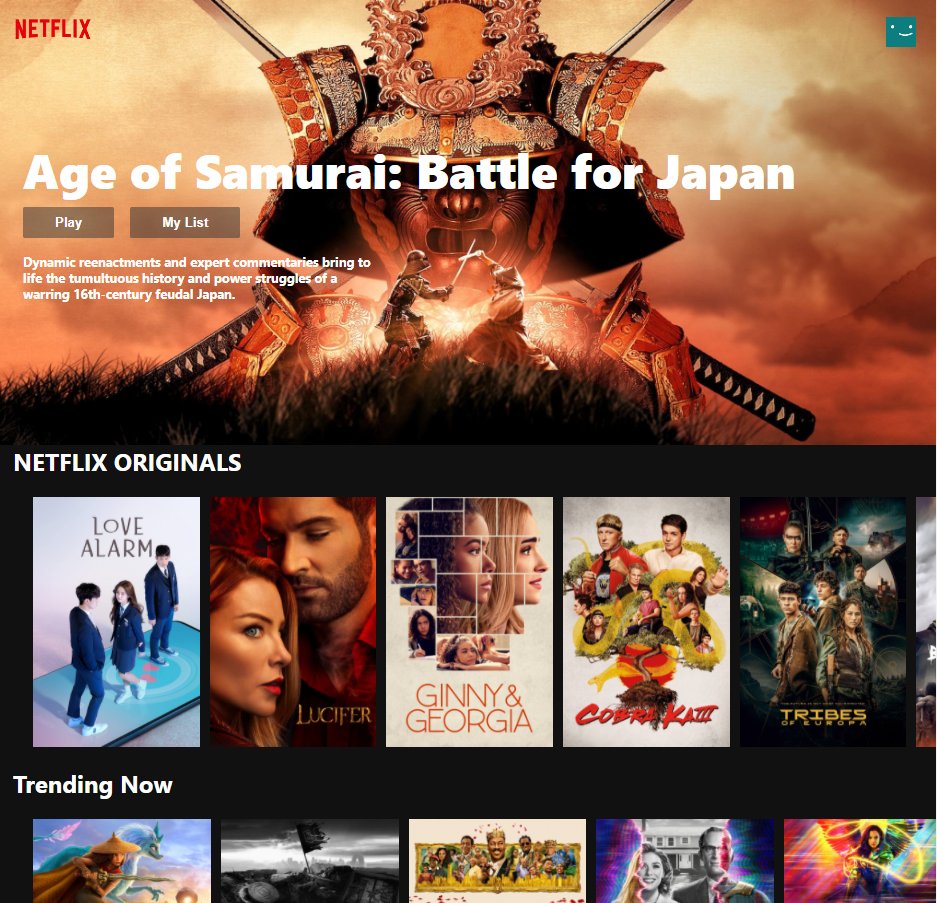 NETFLIX
Age of Samurai: Battle for Japan
Play
My List
Dynamic reenactments and expert commentaries bring to
life the tumultuous history and power struggles of a
warring 16th-century feudal Japan.
NETFLIX ORIGINALS
LOVE
ALARM
LUCIFER
GINNY &
GEORGIA
COBRA KAIII
TRIBES
OF EUROPA
Trending Now